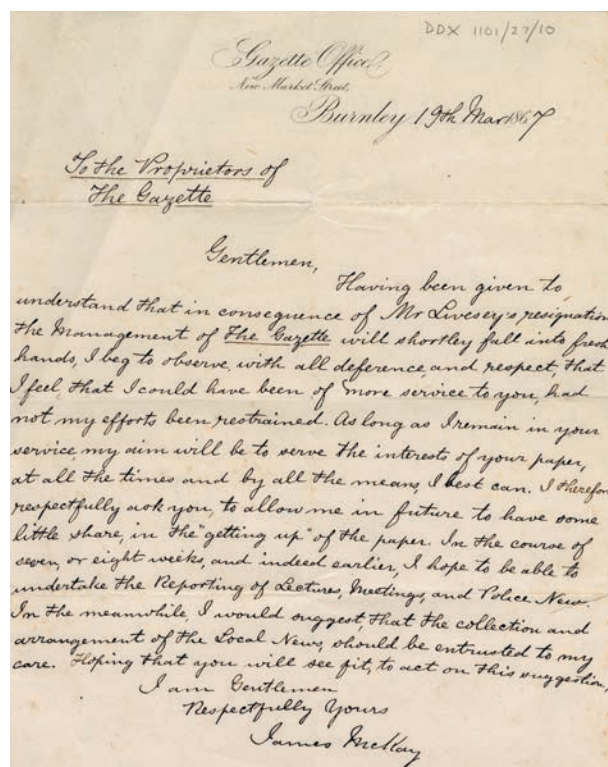 DDX 1101/27/10
Gazette Office,
New Market Street,
Burnley 19th Mar 1867
To the Proprietors of
The Gazette
Gentlemen,
Having been given to
understand that in consequence of Mr Livesey's resignation
the Management of The Gazette will shortley fall into fresh
hands, I beg to observe, with all deference and respect, that
I feel, that I could have been of more service to you, had
not my efforts been restrained. As long as I remain in your
service, my aim will be to serve the interests of your paper,
at all the times and by all the means, I best can. I therefore
respectfully ask you, to allow me in future to have some
little share, in the "getting up" of the paper. In the course of
seven, or eight weeks, and indeed earlier, I hope to be able to
undertake the Reporting of Lectures, Meetings, and Police News.
In the meanwhile, I would suggest, that the collection and
arrangement of the Local News, should be entrusted to my
care. Hoping that you will see fit, to act on this suggestion,
I am Gentlemen
Respectfully Yours
James McKay